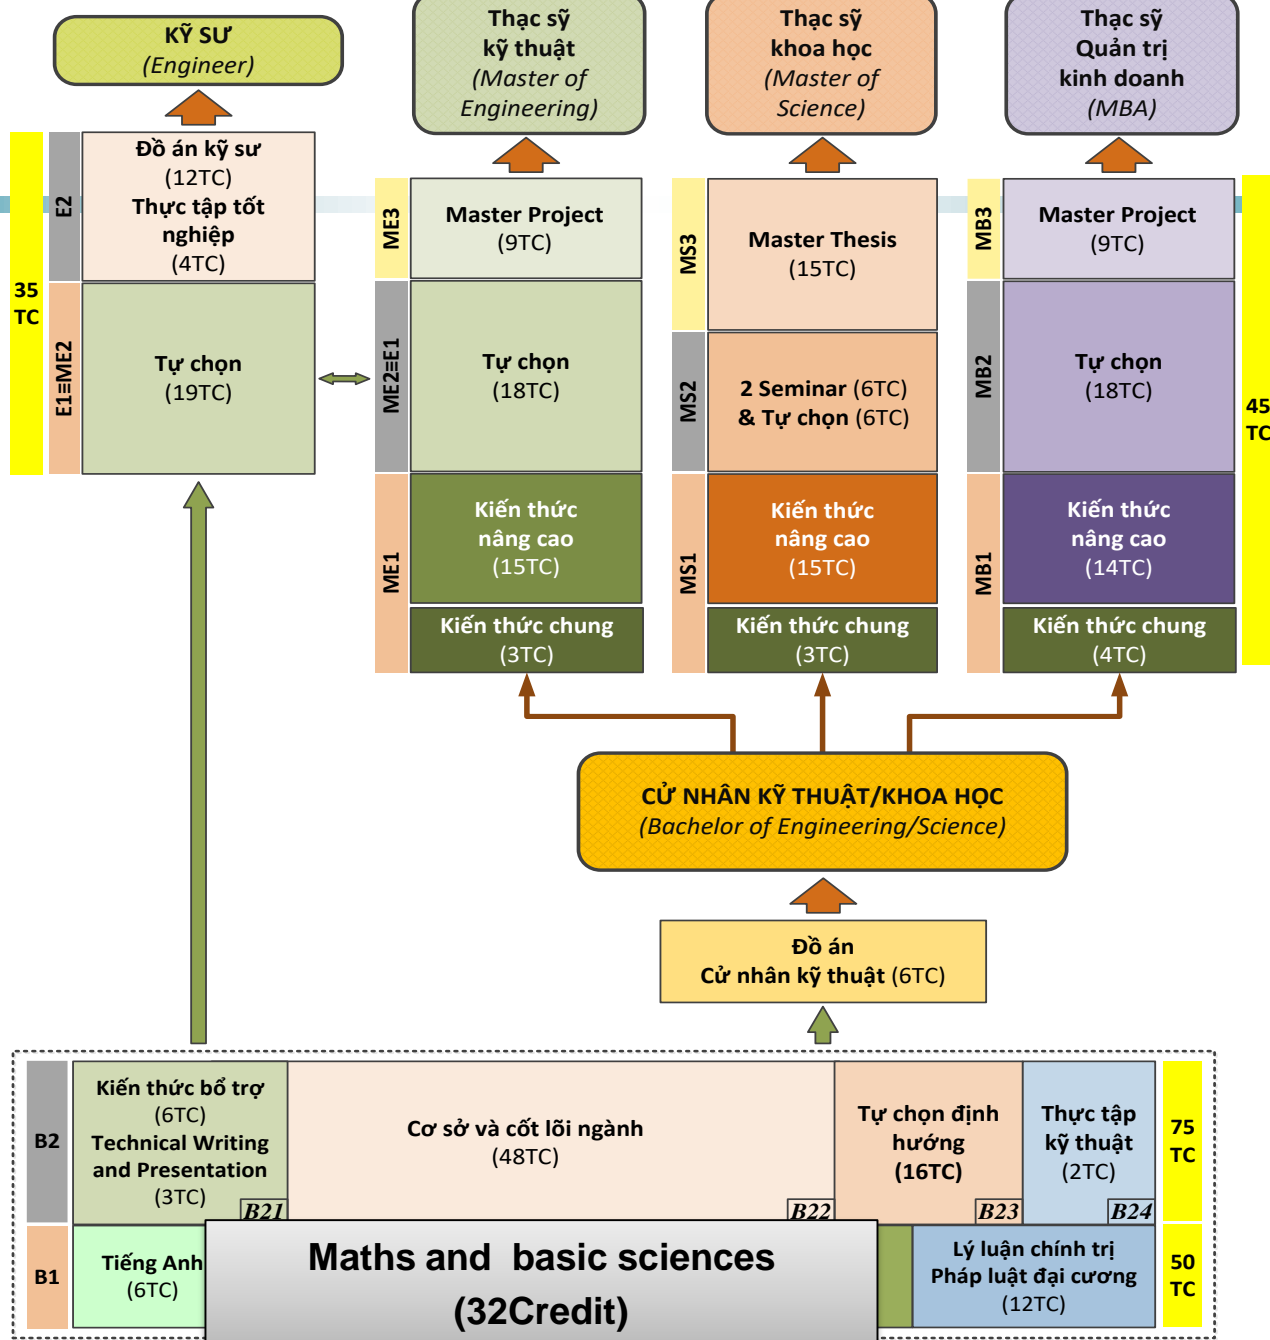 KỸ SƯ
(Engineer)
Thạc sỹ
kỹ thuật
(Master of
Engineering)
Thạc sỹ
khoa học
(Master of
Science)
Thạc sỹ
Quản trị
kinh doanh
(MBA)
35
TC
E2
E1≡ME2
Đồ án kỹ sư
(12TC)
Thực tập tốt
nghiệp
(4TC)
Tự chọn
(19TC)
ME3
ME2≡E1
ME1
Master Project
(9TC)
Tự chọn
(18TC)
Kiến thức
nâng cao
(15TC)
Kiến thức chung
(3TC)
MS3
MS2
MS1
Master Thesis
(15TC)
2 Seminar (6TC)
& Tự chọn (6TC)
Kiến thức
nâng cao
(15TC)
Kiến thức chung
(3TC)
MB3
MB2
MB1
Master Project
(9TC)
Tự chọn
(18TC)
Kiến thức
nâng cao
(14TC)
Kiến thức chung
(4TC)
45
TC
CỬ NHÂN KỸ THUẬT/KHOA HỌC
(Bachelor of Engineering/Science)
Đồ án
Cử nhân kỹ thuật (6TC)
B2
Kiến thức bổ trợ
(6TC)
Technical Writing
and Presentation
(3TC)
B21
Cơ sở và cốt lõi ngành
(48TC)
B22
Tự chọn định
hướng
(16TC)
B23
Thực tập
kỹ thuật
(2TC)
B24
75
TC
B1
Tiếng Anh
(6TC)
Maths and basic sciences
(32Credit)
Lý luận chính trị
Pháp luật đại cương
(12TC)
50
TC